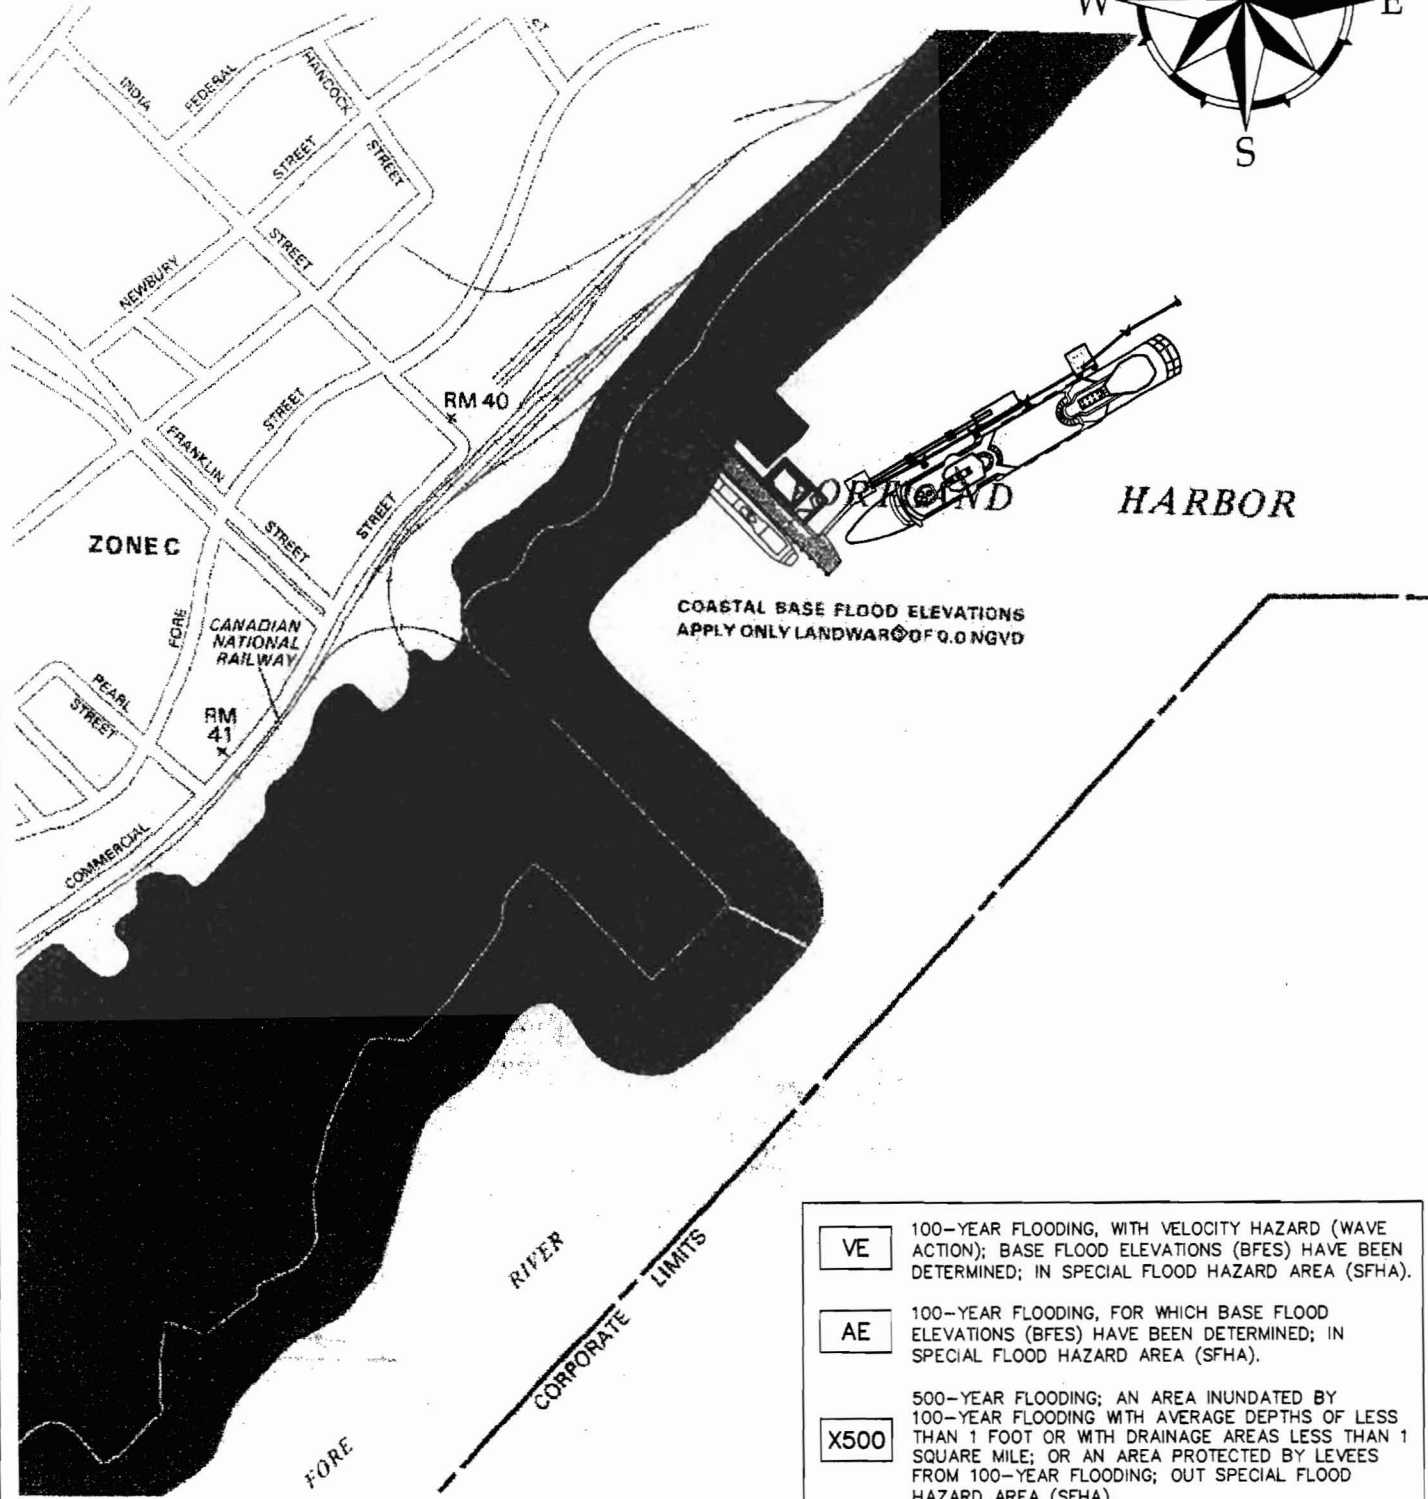 W
E
S
ST.
INDIA
FEDERAL
HANCOCK
STREET
STREET
STREET
NEWBURY
RM 40
STREET
FRANKLIN
STREET
STREET
ZONE C
HARBOR
FORE
CANADIAN
NATIONAL
RAILWAY
COASTAL BASE FLOOD ELEVATIONS
APPLY ONLY LANDWARD OF 0.0 NGVD
PEARL
STREET
RM
41
COMMERCIAL
RIVER
FORE
CORPORATE LIMITS
VE
100-YEAR FLOODING, WITH VELOCITY HAZARD (WAVE
ACTION); BASE FLOOD ELEVATIONS (BFES) HAVE BEEN
DETERMINED; IN SPECIAL FLOOD HAZARD AREA (SFHA).
AE
100-YEAR FLOODING, FOR WHICH BASE FLOOD
ELEVATIONS (BFES) HAVE BEEN DETERMINED; IN
SPECIAL FLOOD HAZARD AREA (SFHA).
X500
500-YEAR FLOODING; AN AREA INUNDATED BY
100-YEAR FLOODING WITH AVERAGE DEPTHS OF LESS
THAN 1 FOOT OR WITH DRAINAGE AREAS LESS THAN 1
SQUARE MILE; OR AN AREA PROTECTED BY LEVEES
FROM 100-YEAR FLOODING; OUT SPECIAL FLOOD
HAZARD AREA (SFHA)